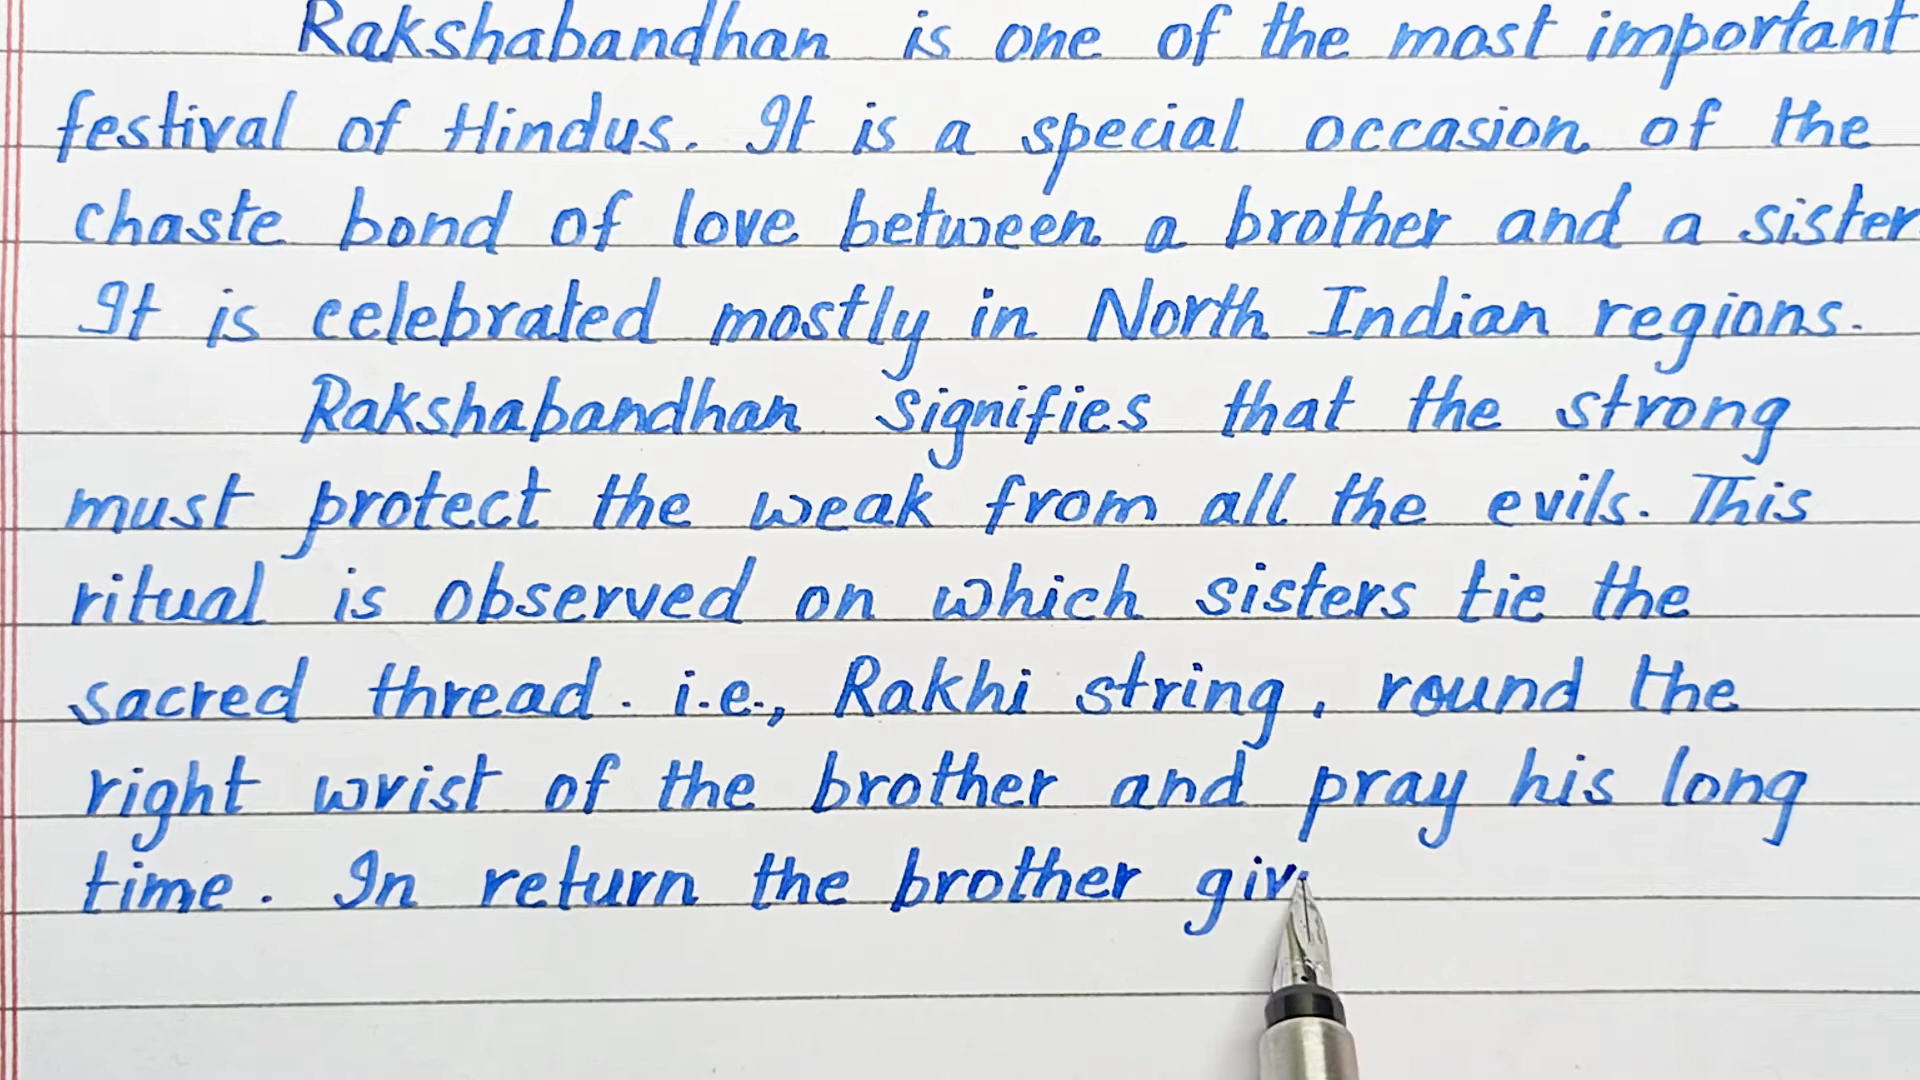 Rakshabandhan is one of the most important
festival of Hindus. It is a special occasion of the
chaste bond of love between a brother and a sister
It is celebrated mostly in North Indian regions.
Rakshabandhan signifies that the strong
must protect the weak from all the evils. This
ritual is observed on which sisters tie the
sacred thread. i.e., Rakhi string, round the
right wrist of the brother and pray his long
time. In return the brother giv